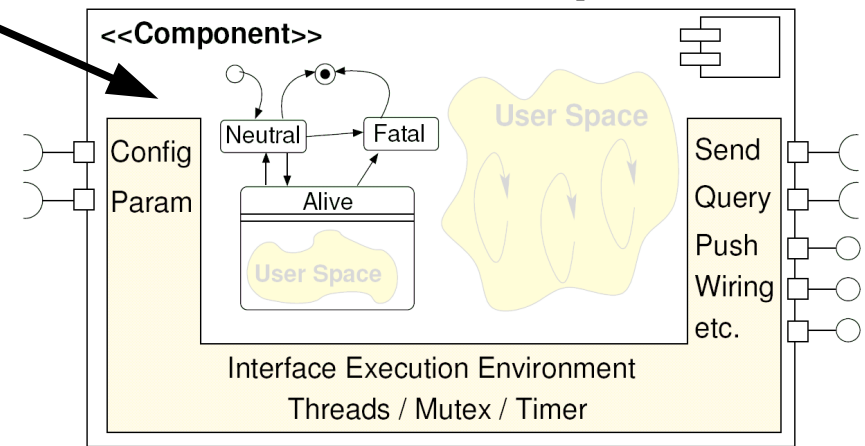 <<Component>>
Neutral
Fatal
Alive
User Space
User Space
Config
Param
Send
Query
Push
Wiring
etc.
Interface Execution Environment
Threads / Mutex / Timer